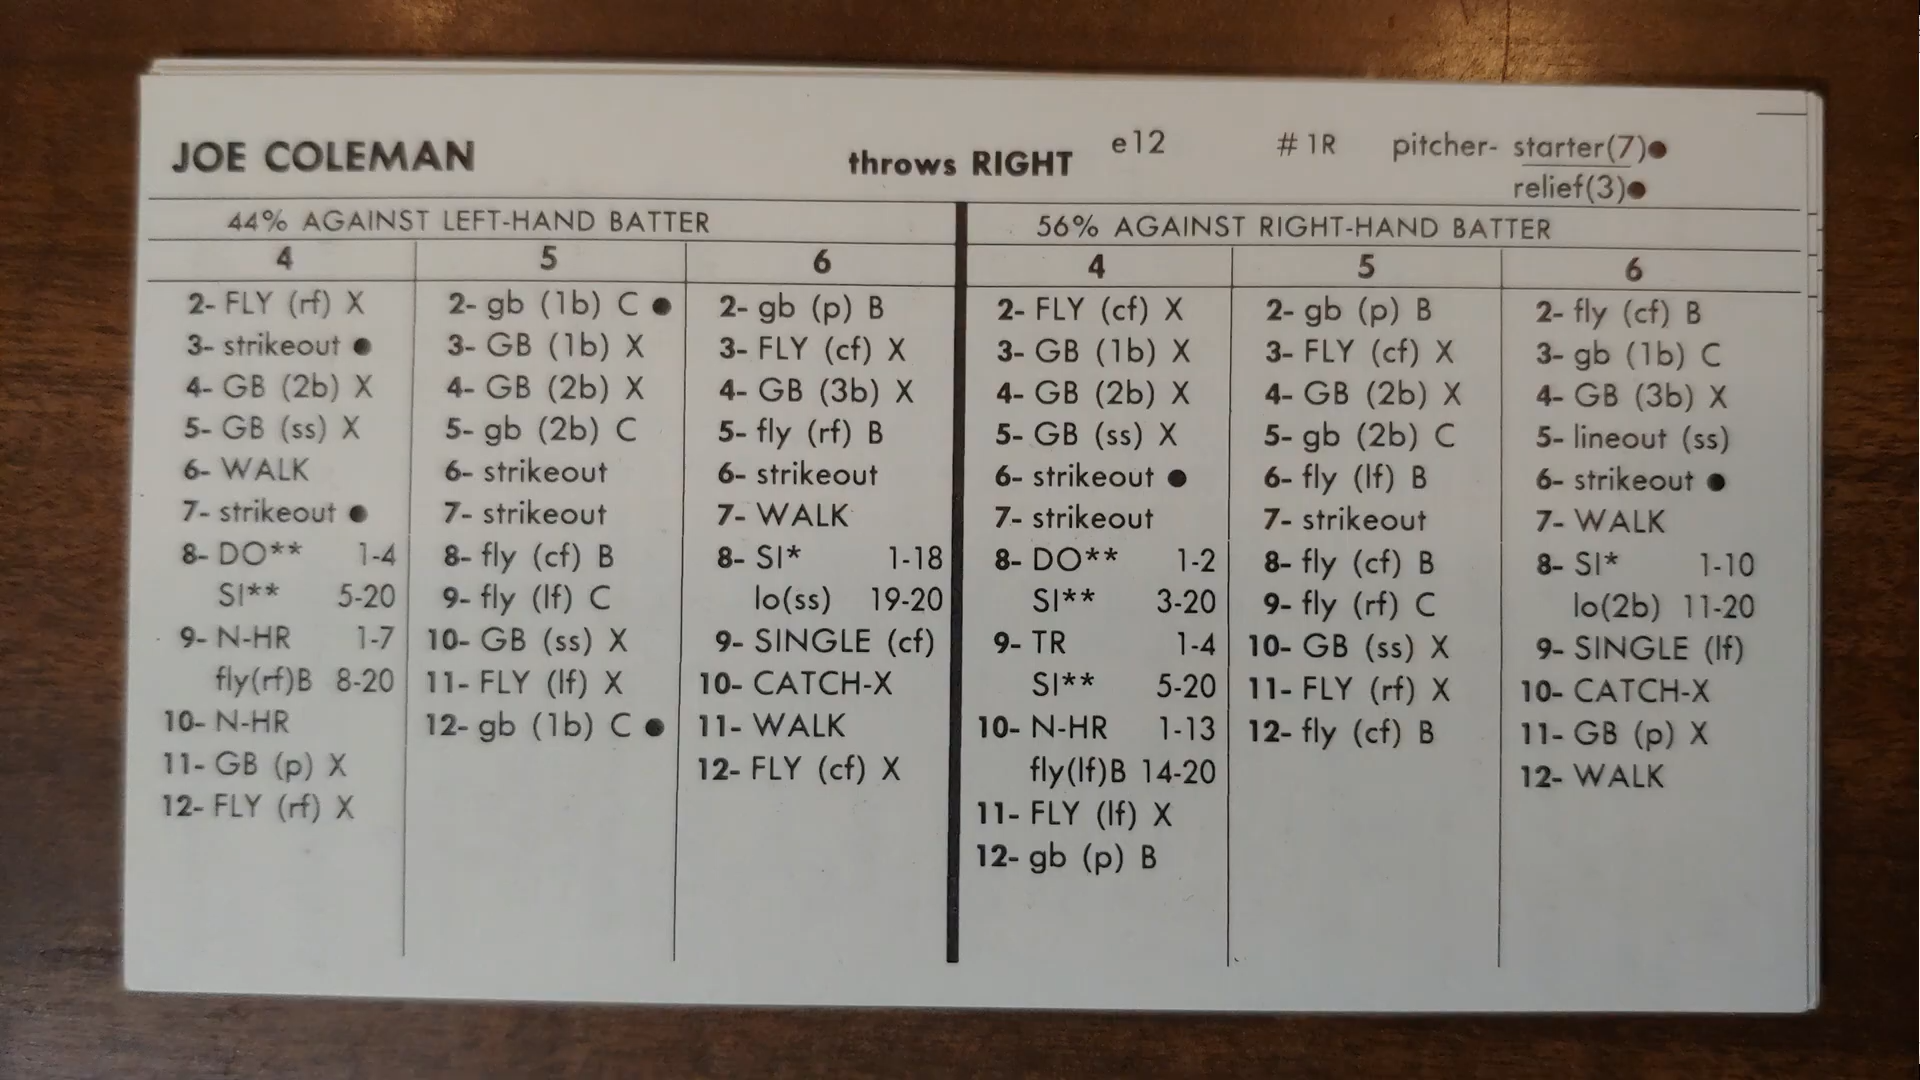 JOE COLEMAN throws RIGHT e12 # 1R pitcher- starter(7)●
relief(3)●
44% AGAINST LEFT-HAND BATTER
4
2- FLY (rf) X
3- strikeout ●
4- GB (2b) X
5- GB (ss) X
6- WALK
7- strikeout ●
8- DO** 1-4
SI** 5-20
9- N-HR 1-7
fly(rf)B 8-20
10- N-HR
11- GB (p) X
12- FLY (rf) X
5
2- gb (1b) C ●
3- GB (1b) X
4- GB (2b) X
5- gb (2b) C
6- strikeout
7- strikeout
8- fly (cf) B
9- fly (lf) C
10- GB (ss) X
11- FLY (lf) X
12- gb (1b) C ●
6
2- gb (p) B
3- FLY (cf) X
4- GB (3b) X
5- fly (rf) B
6- strikeout
7- WALK
8- SI* 1-18
lo(ss) 19-20
9- SINGLE (cf)
10- CATCH-X
11- WALK
12- FLY (cf) X
56% AGAINST RIGHT-HAND BATTER
4
2- FLY (cf) X
3- GB (1b) X
4- GB (2b) X
5- GB (ss) X
6- strikeout ●
7- strikeout
8- DO** 1-2
SI** 3-20
9- TR 1-4
SI** 5-20
10- N-HR 1-13
fly(lf)B 14-20
11- FLY (lf) X
12- gb (p) B
5
2- gb (p) B
3- FLY (cf) X
4- GB (2b) X
5- gb (2b) C
6- fly (lf) B
7- strikeout
8- fly (cf) B
9- fly (rf) C
10- GB (ss) X
11- FLY (rf) X
12- fly (cf) B
6
2- fly (cf) B
3- gb (1b) C
4- GB (3b) X
5- lineout (ss)
6- strikeout ●
7- WALK
8- SI* 1-10
lo(2b) 11-20
9- SINGLE (lf)
10- CATCH-X
11- GB (p) X
12- WALK